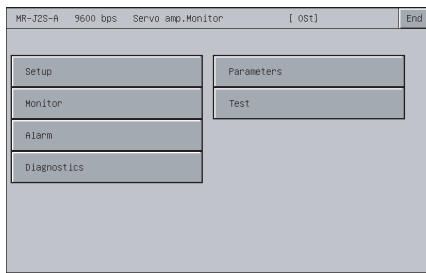 MR-J2S-A 9600 bps Servo amp.Monitor [ 0St] End
Setup Parameters
Monitor Test
Alarm
Diagnostics